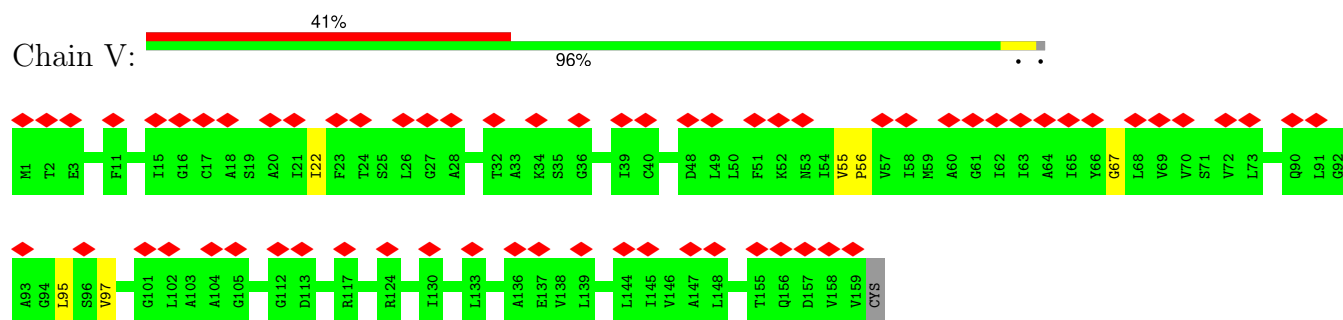 41%
Chain V:
96%
M1 T2 E3 F11 I15 G16 C17 A18 S19 A20 I21 I22 F23 T24 S25 L26 G27 A28 T32 A33 K34 S35 G36 I39 C40 D48 L49 L50 F51 K52 N53 I54 V55 P56 V57 I58 M59 A60 G61 I62 I63 A64 I65 Y66 G67 L68 V69 V70 S71 V72 L73 Q90 L91 G92
A93 G94 L95 S96 V97 G101 L102 A103 A104 G105 G112 D113 R117 R124 I130 L133 A136 E137 V138 L139 L144 I145 V146 A147 L148 T155 Q156 D157 V158 V159 CYS